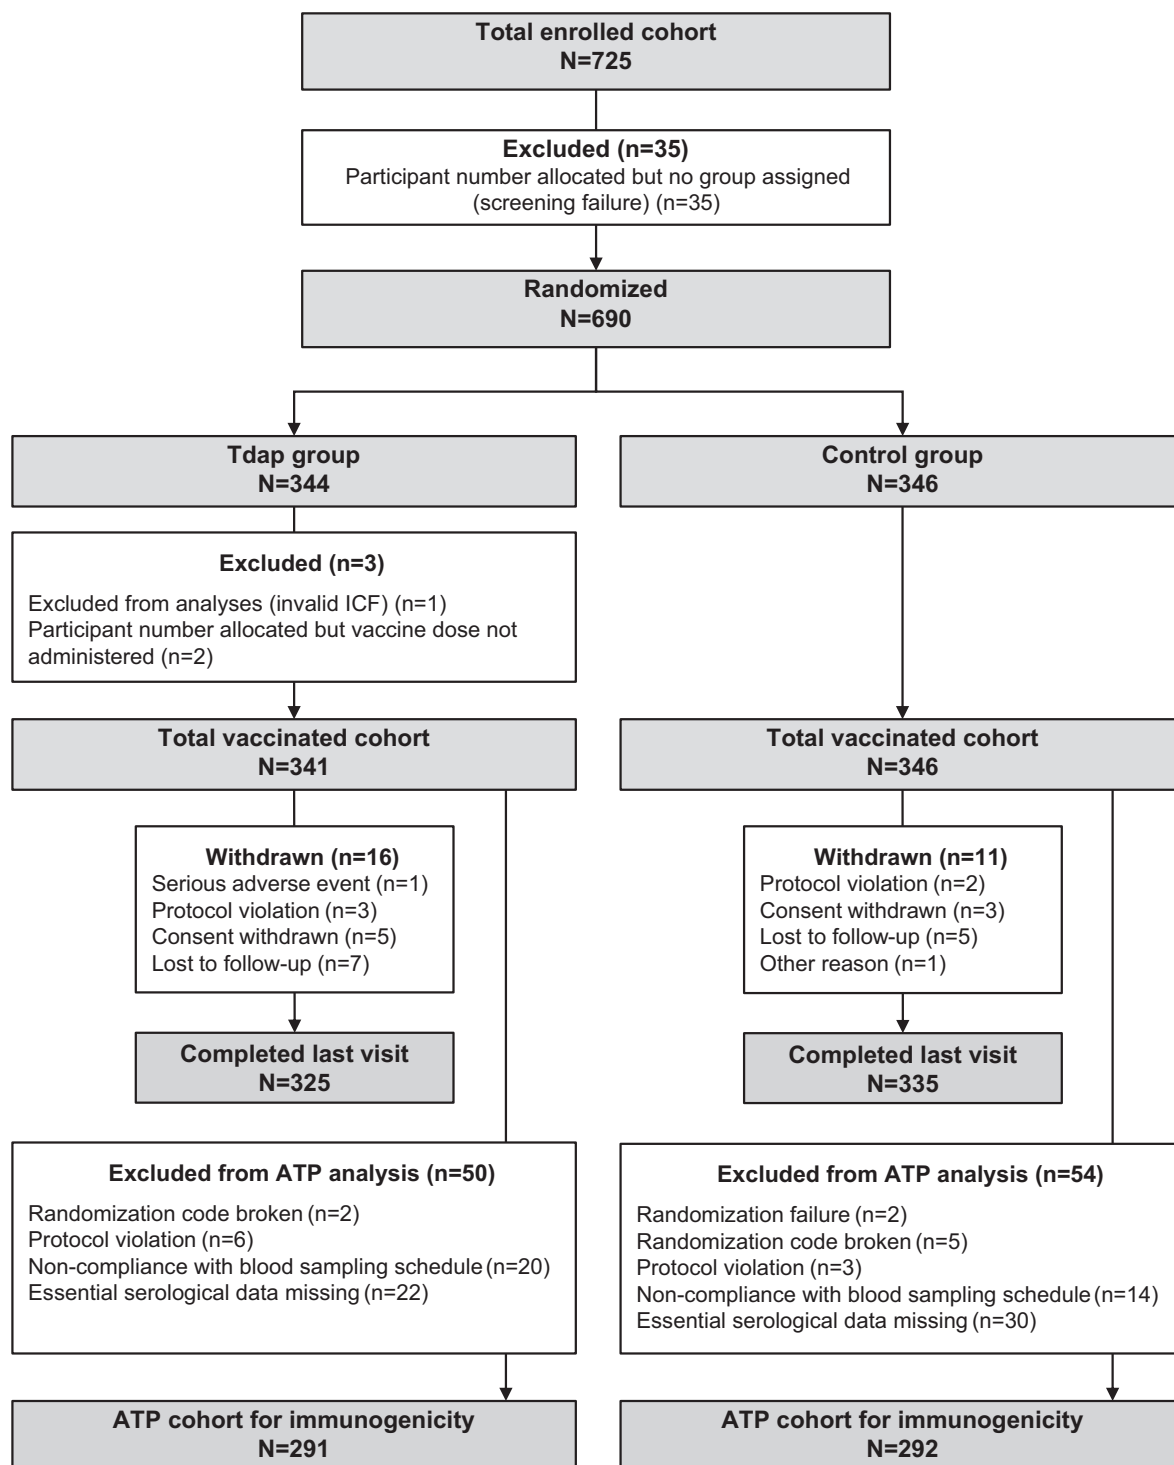 Total enrolled cohort
N=725
Excluded (n=35)
Participant number allocated but no group assigned
(screening failure) (n=35)
Randomized
N=690
Tdap group
N=344
Control group
N=346
Excluded (n=3)
Excluded from analyses (invalid ICF) (n=1)
Participant number allocated but vaccine dose not
administered (n=2)
Total vaccinated cohort
N=341
Total vaccinated cohort
N=346
Withdrawn (n=16)
Serious adverse event (n=1)
Protocol violation (n=3)
Consent withdrawn (n=5)
Lost to follow-up (n=7)
Withdrawn (n=11)
Protocol violation (n=2)
Consent withdrawn (n=3)
Lost to follow-up (n=5)
Other reason (n=1)
Completed last visit
N=325
Completed last visit
N=335
Excluded from ATP analysis (n=50)
Randomization code broken (n=2)
Protocol violation (n=6)
Non-compliance with blood sampling schedule (n=20)
Essential serological data missing (n=22)
Excluded from ATP analysis (n=54)
Randomization failure (n=2)
Randomization code broken (n=5)
Protocol violation (n=3)
Non-compliance with blood sampling schedule (n=14)
Essential serological data missing (n=30)
ATP cohort for immunogenicity
N=291
ATP cohort for immunogenicity
N=292